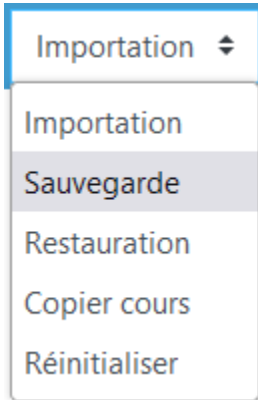 Importation
Importation
Sauvegarde
Restauration
Copier cours
Réinitialiser